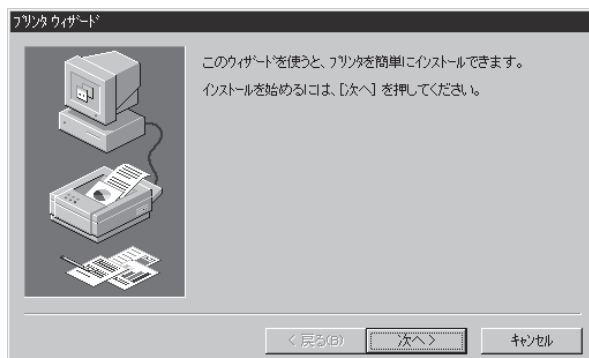 プリンタ ウィザード
このウィザードを使うと、プリンタを簡単にインストールできます。
インストールを始めるには、[次へ] を押してください。
< 戻る(B)
次へ >
キャンセル